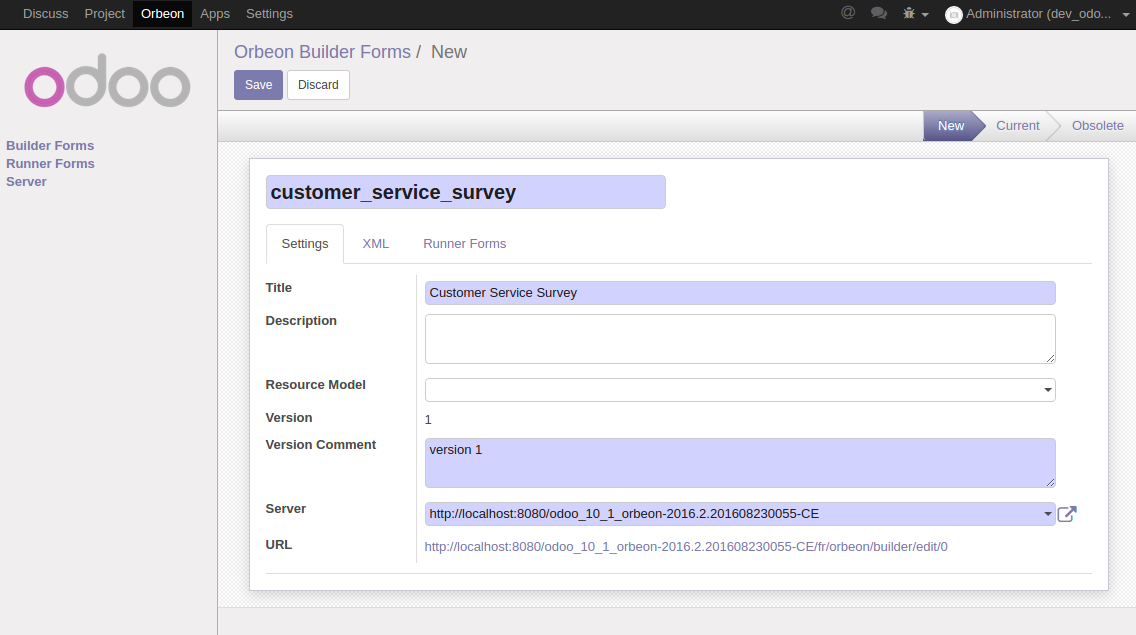 Discuss Project Orbeon Apps Settings @ Administrator (dev_odo...
odoo
Builder Forms
Runner Forms
Server
Orbeon Builder Forms / New
Save Discard
New Current Obsolete
customer_service_survey
Settings XML Runner Forms
Title Customer Service Survey
Description
Resource Model
Version 1
Version Comment version 1
Server http://localhost:8080/odoo_10_1_orbeon-2016.2.201608230055-CE
URL http://localhost:8080/odoo_10_1_orbeon-2016.2.201608230055-CE/fr/orbeon/builder/edit/0